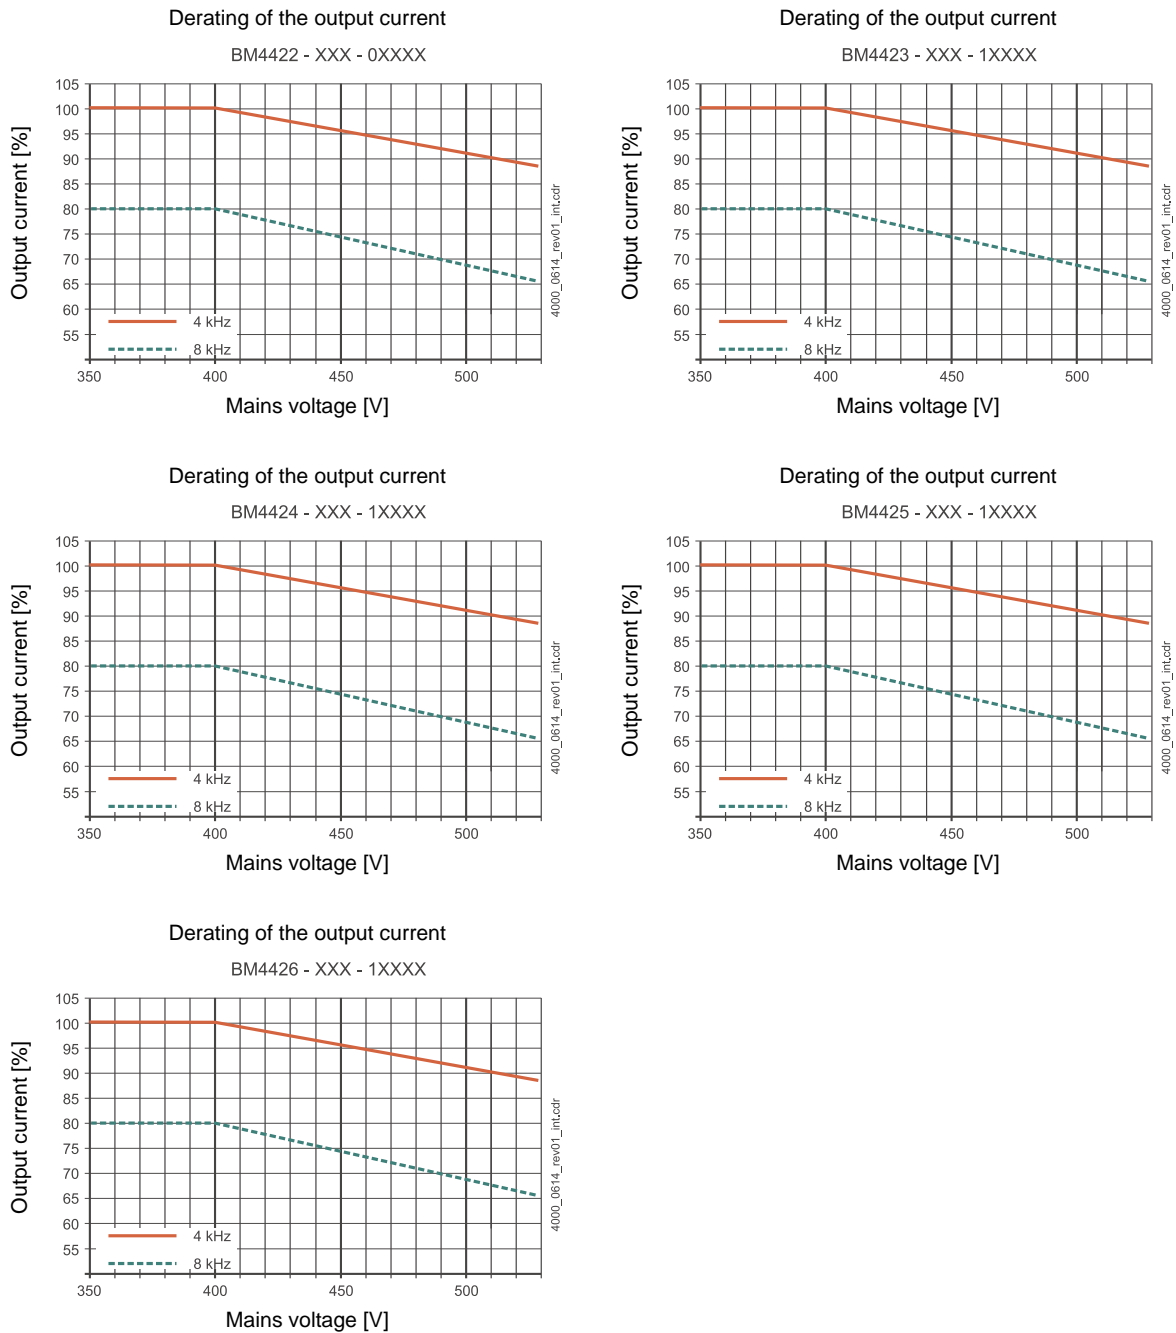 Derating of the output current
BM4422 - XXX - 0XXXX
105
100
95
90
85
80
75
70
65
60
55
Output current [%]
4 kHz
8 kHz
350
400
450
500
Mains voltage [V]
4000_0614_rev01_int.cdr
Derating of the output current
BM4423 - XXX - 1XXXX
105
100
95
90
85
80
75
70
65
60
55
Output current [%]
4 kHz
8 kHz
350
400
450
500
Mains voltage [V]
4000_0614_rev01_int.cdr
Derating of the output current
BM4424 - XXX - 1XXXX
105
100
95
90
85
80
75
70
65
60
55
Output current [%]
4 kHz
8 kHz
350
400
450
500
Mains voltage [V]
4000_0614_rev01_int.cdr
Derating of the output current
BM4425 - XXX - 1XXXX
105
100
95
90
85
80
75
70
65
60
55
Output current [%]
4 kHz
8 kHz
350
400
450
500
Mains voltage [V]
4000_0614_rev01_int.cdr
Derating of the output current
BM4426 - XXX - 1XXXX
105
100
95
90
85
80
75
70
65
60
55
Output current [%]
4 kHz
8 kHz
350
400
450
500
Mains voltage [V]
4000_0614_rev01_int.cdr